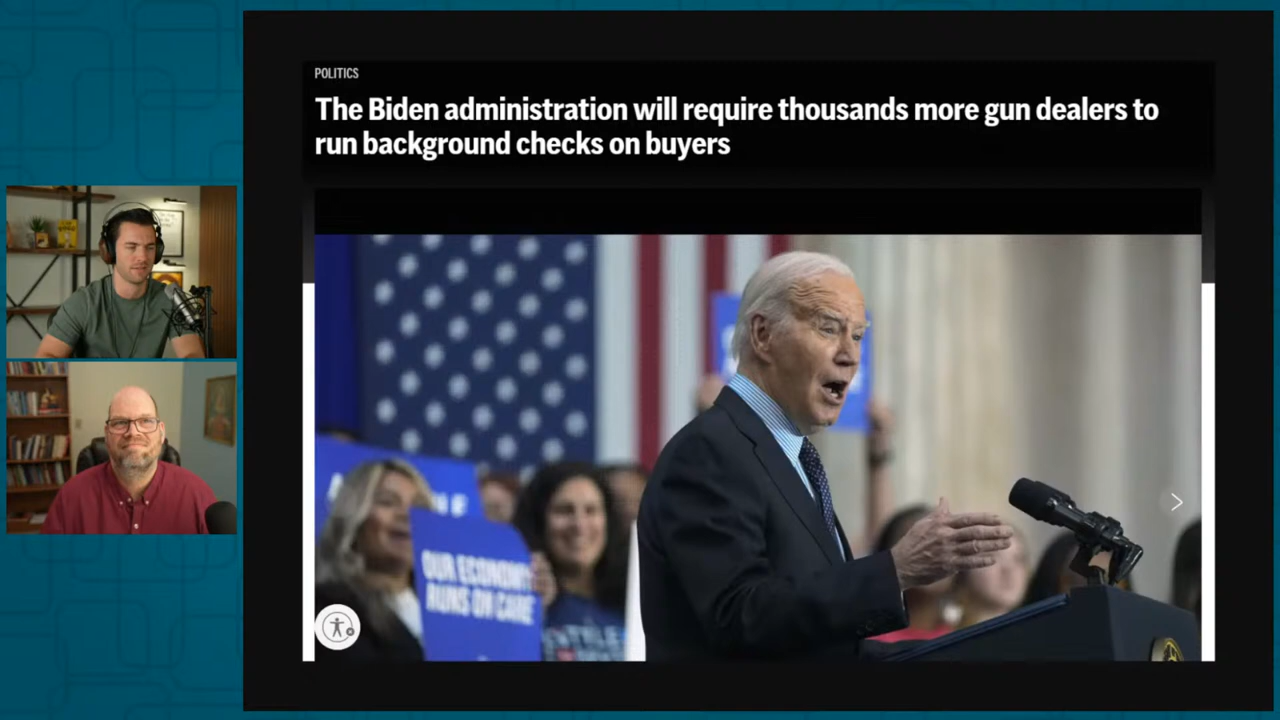 POLITICS
The Biden administration will require thousands more gun dealers to
run background checks on buyers
OUR ECONOMY
RUNS ON CARE